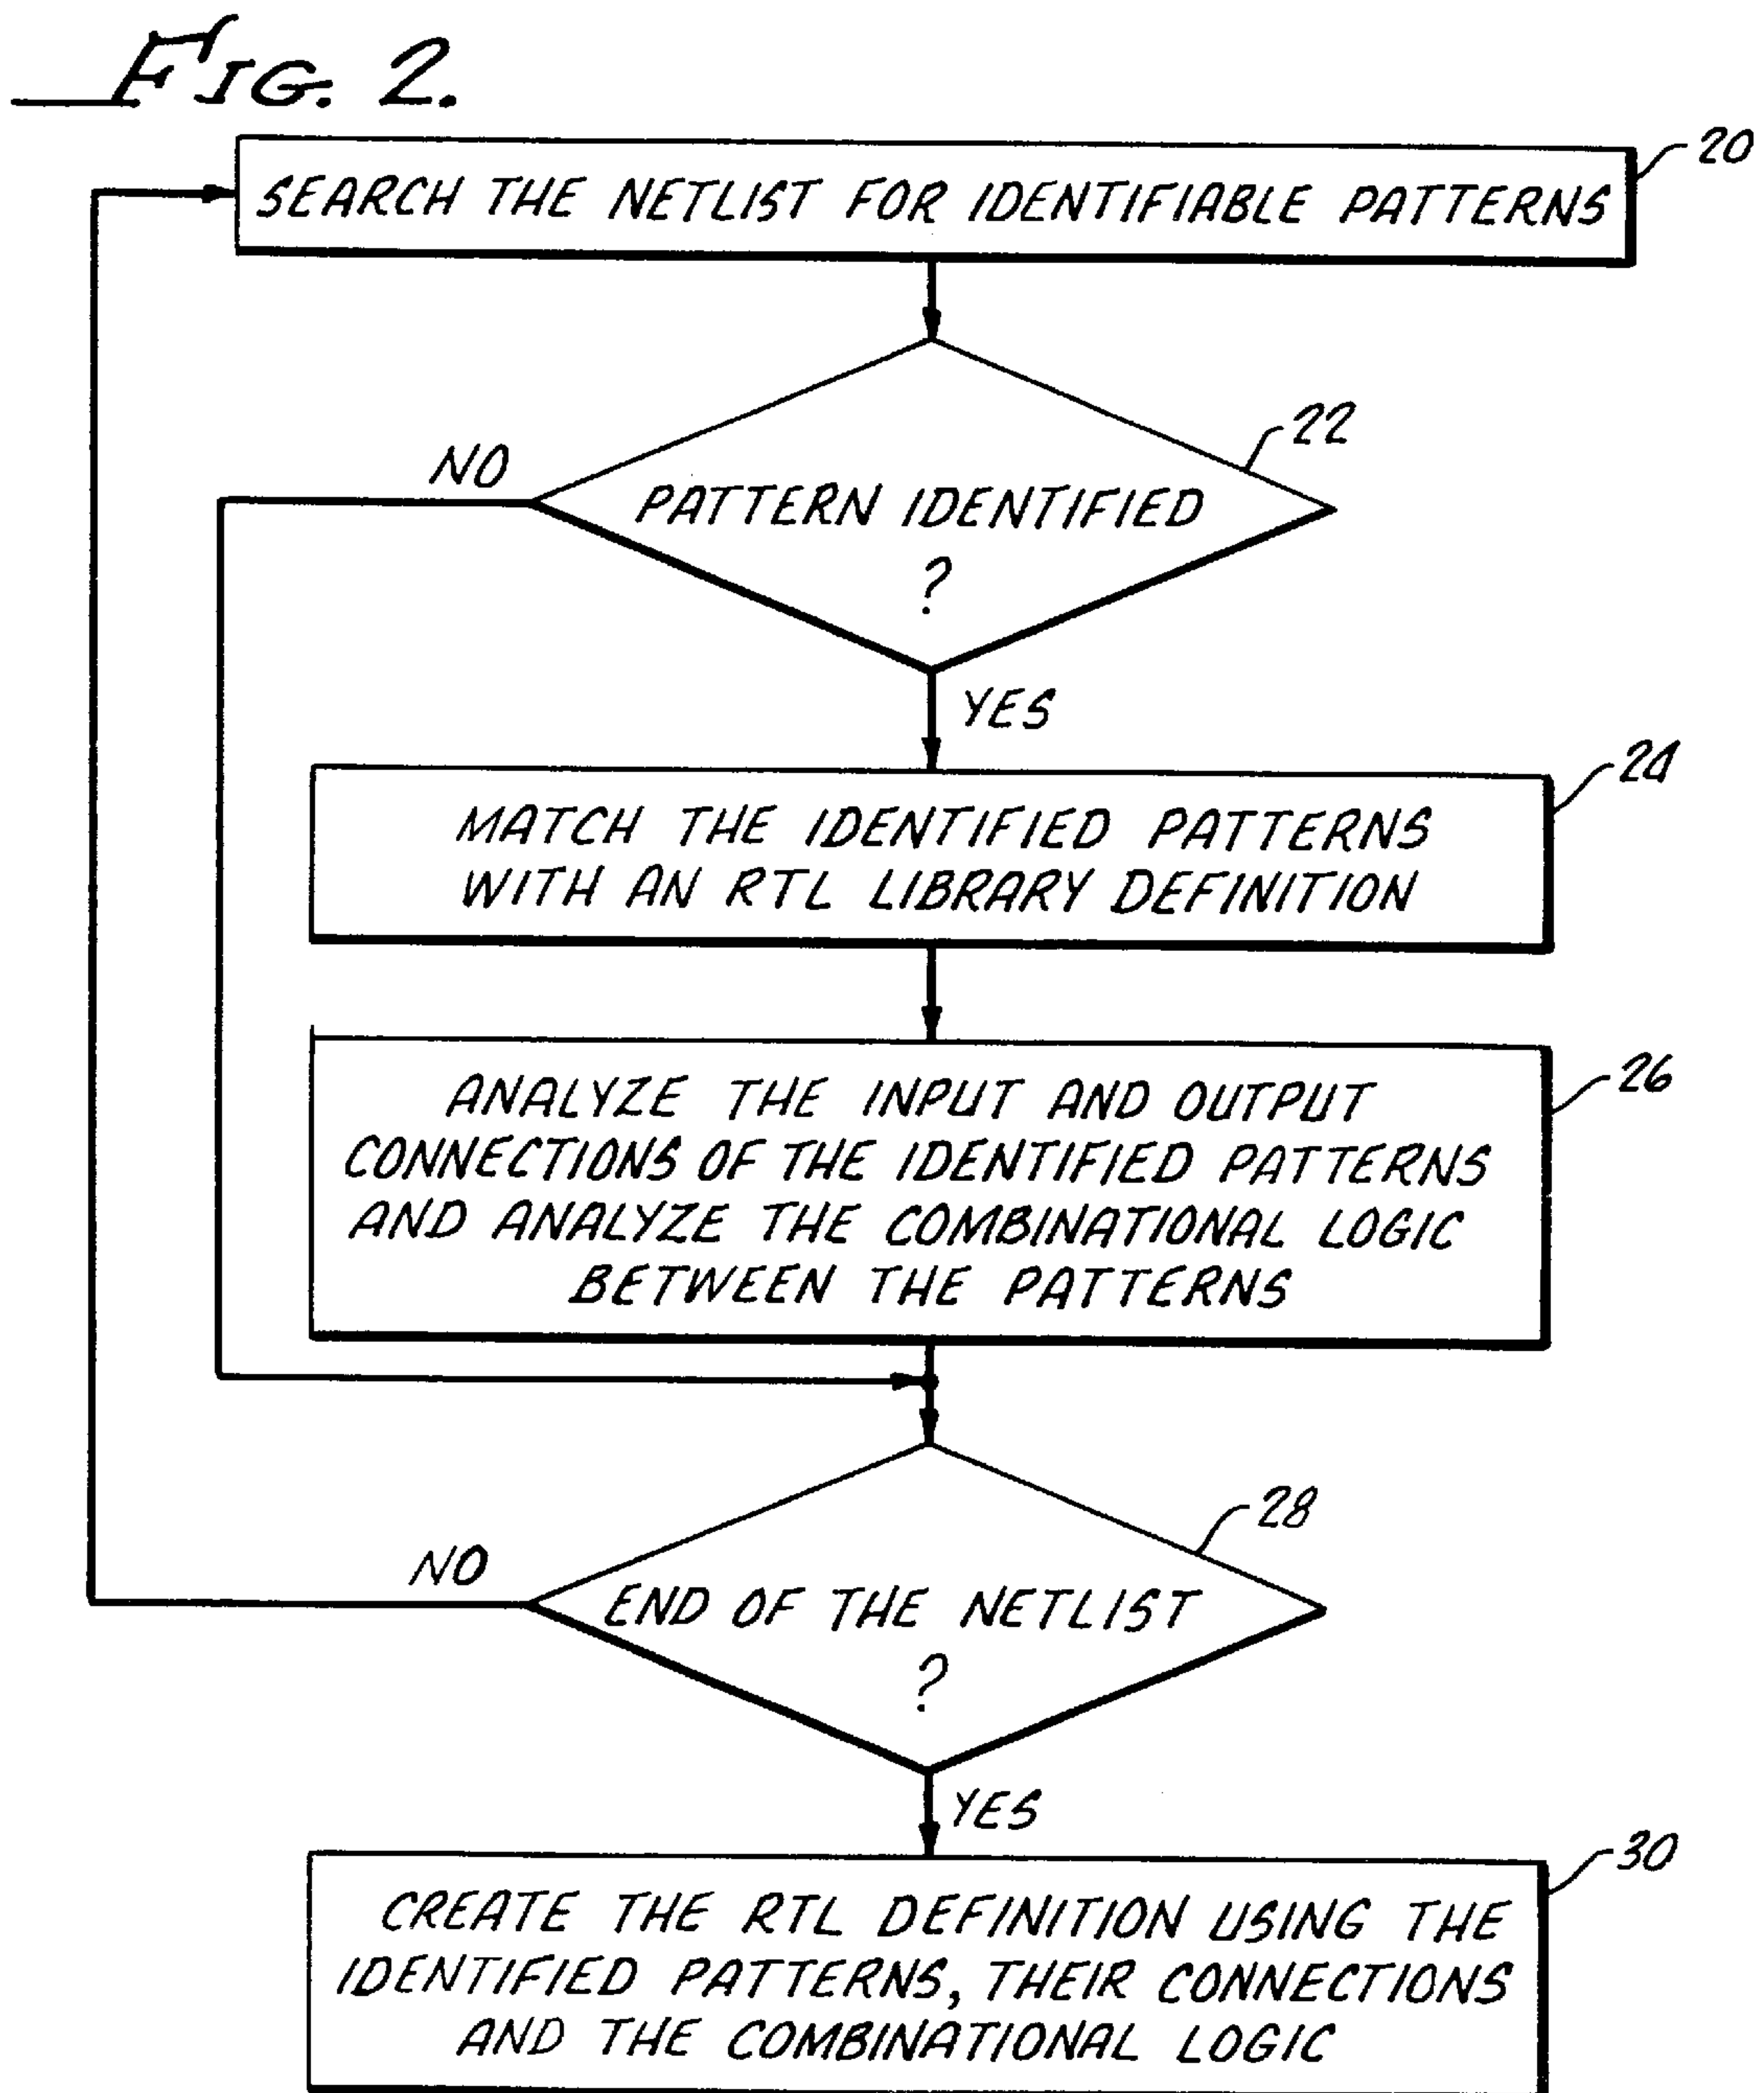 FIG. 2.
20
SEARCH THE NETLIST FOR IDENTIFIABLE PATTERNS
22
NO
PATTERN IDENTIFIED
?
YES
24
MATCH THE IDENTIFIED PATTERNS
WITH AN RTL LIBRARY DEFINITION
26
ANALYZE THE INPUT AND OUTPUT
CONNECTIONS OF THE IDENTIFIED PATTERNS
AND ANALYZE THE COMBINATIONAL LOGIC
BETWEEN THE PATTERNS
28
NO
END OF THE NETLIST
?
YES
30
CREATE THE RTL DEFINITION USING THE
IDENTIFIED PATTERNS, THEIR CONNECTIONS
AND THE COMBINATIONAL LOGIC